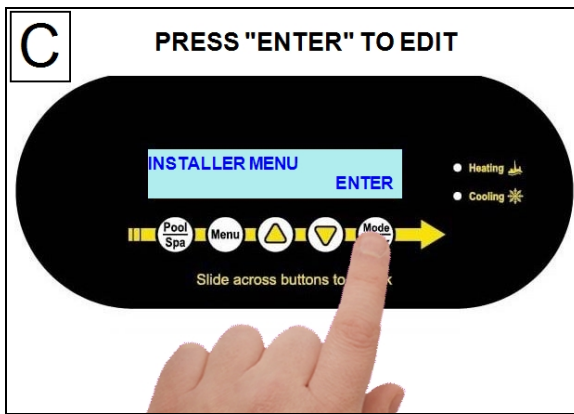 C
PRESS "ENTER" TO EDIT
INSTALLER MENU
ENTER
Heating
Cooling
Pool
Spa
Menu
Mode
Slide across buttons to